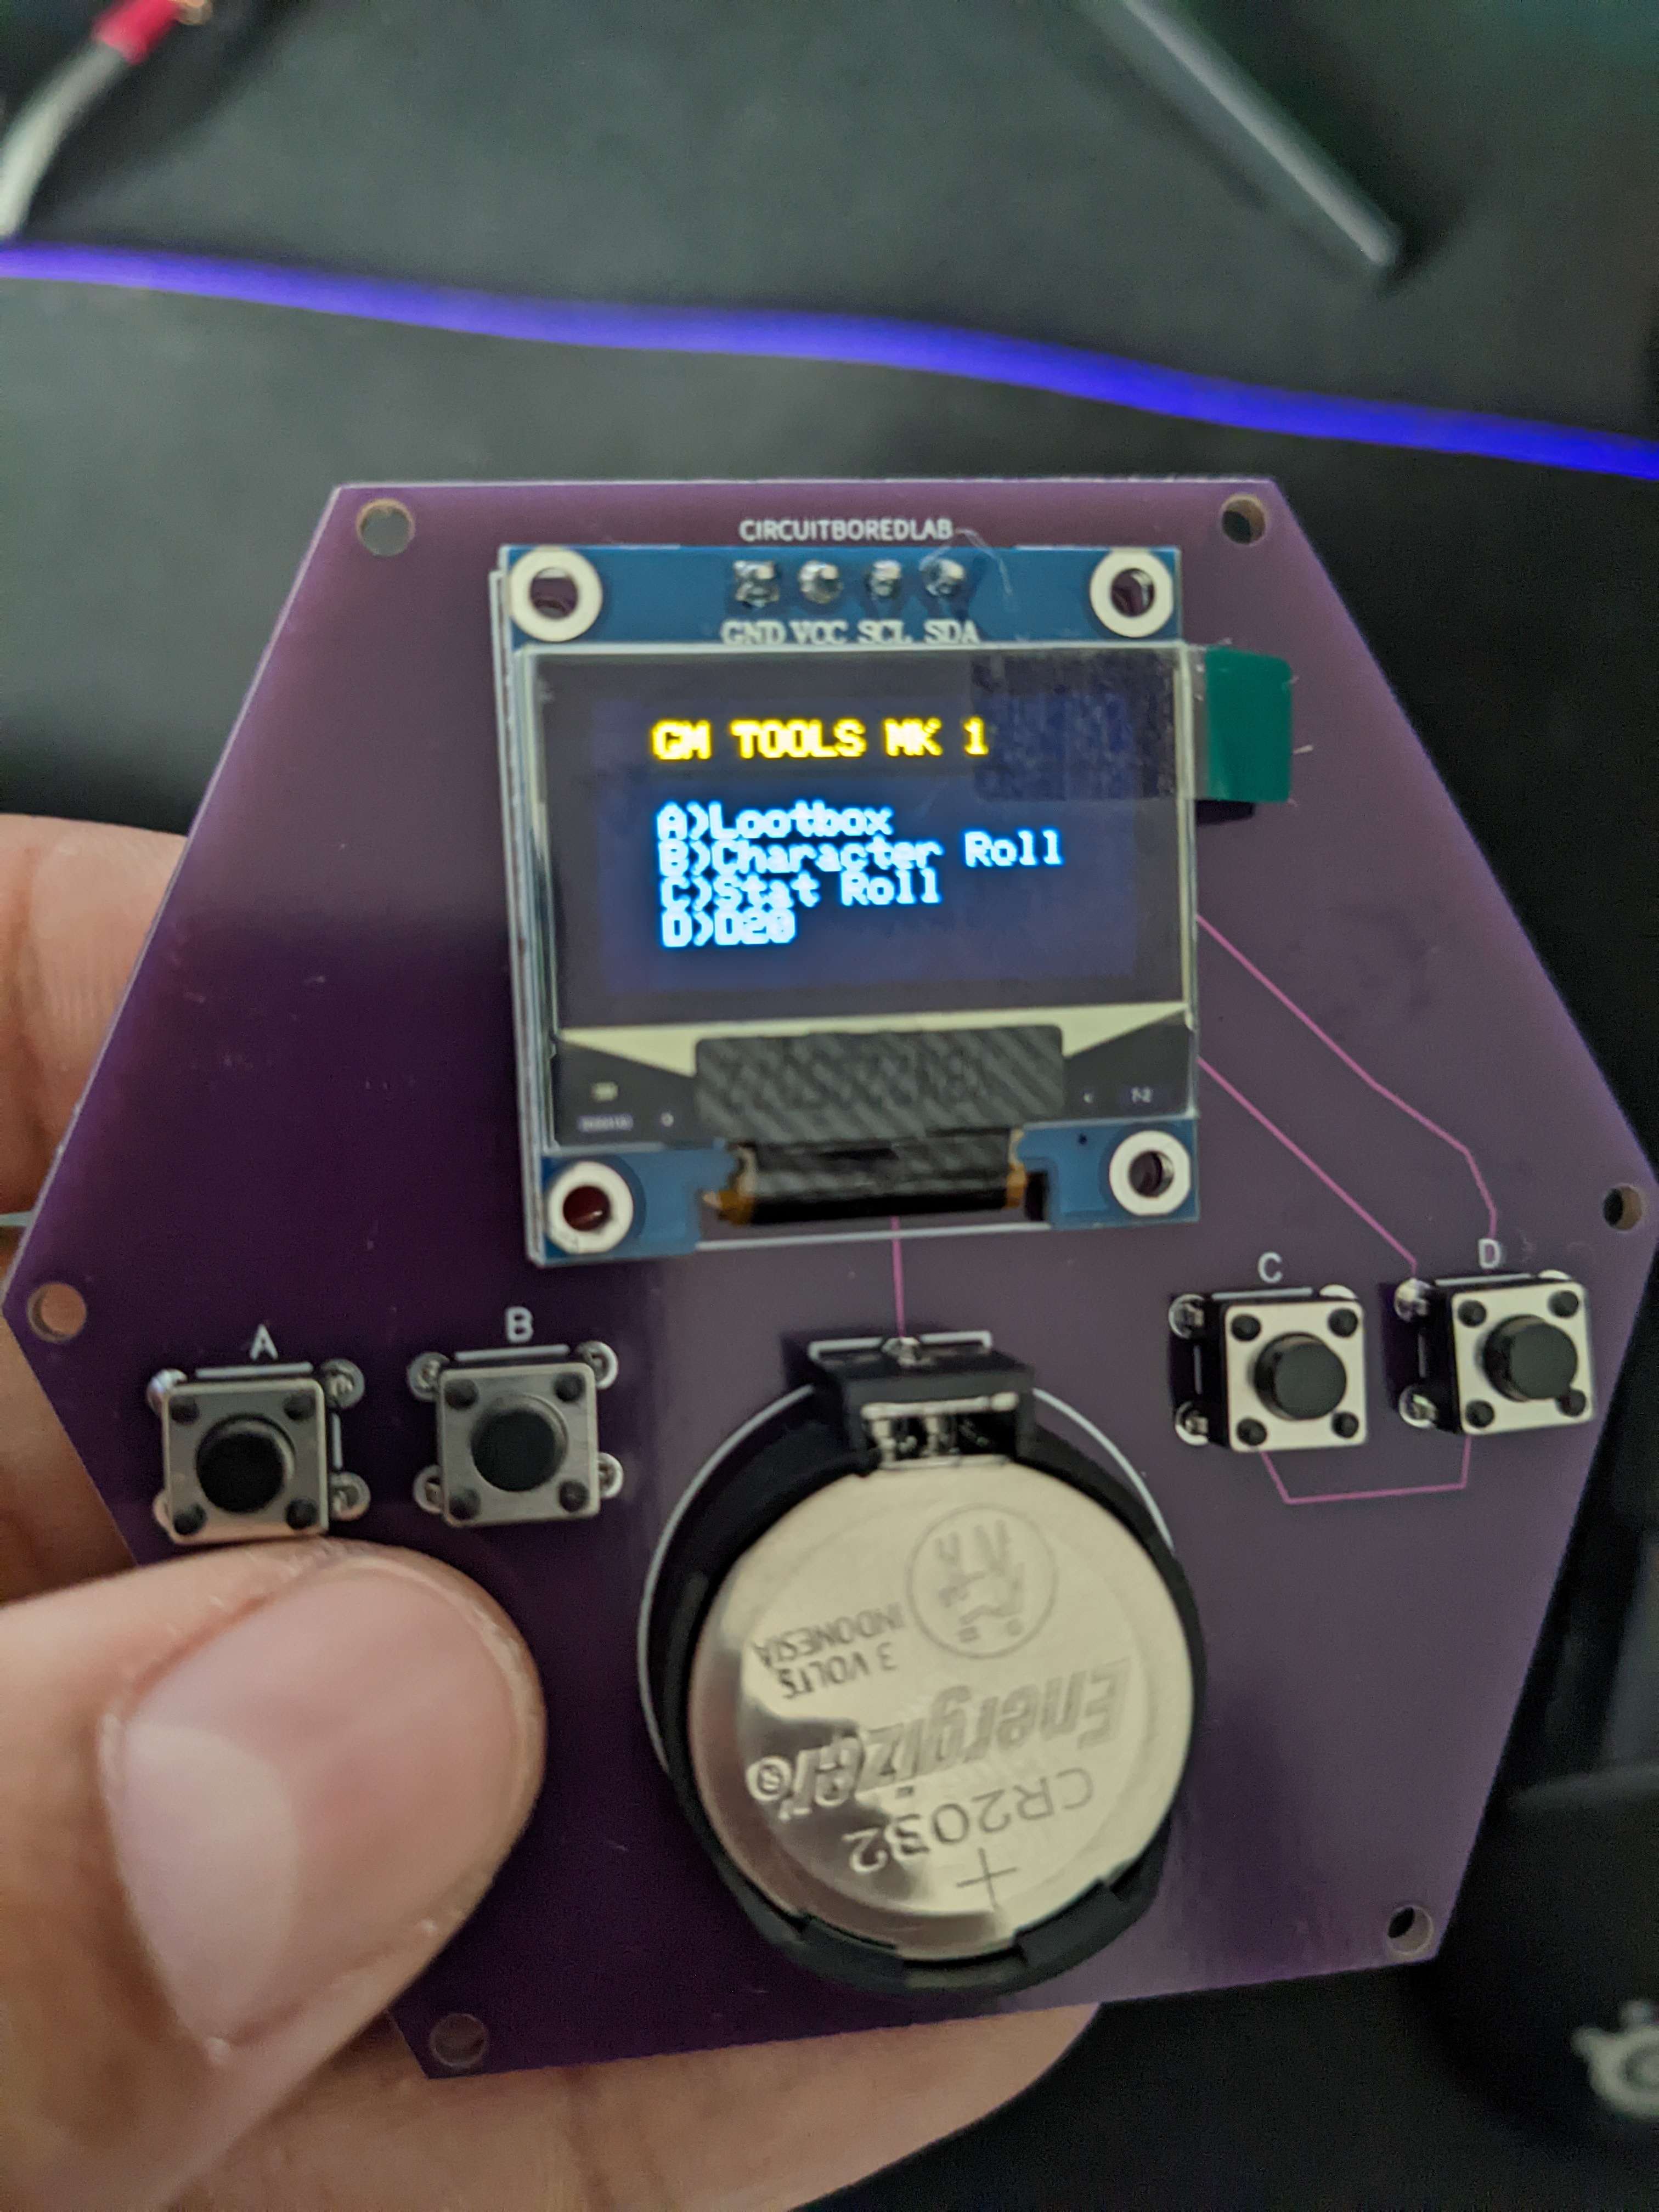 CIRCUITBOREDLAB
GND VCC SCL SDA
GM TOOLS MK 1
A)Lootbox
B)Character Roll
C)Stat Roll
D)D20
A
B
C
D
+
CR2032
Energizer®
3 VOLTS
INDONESIA